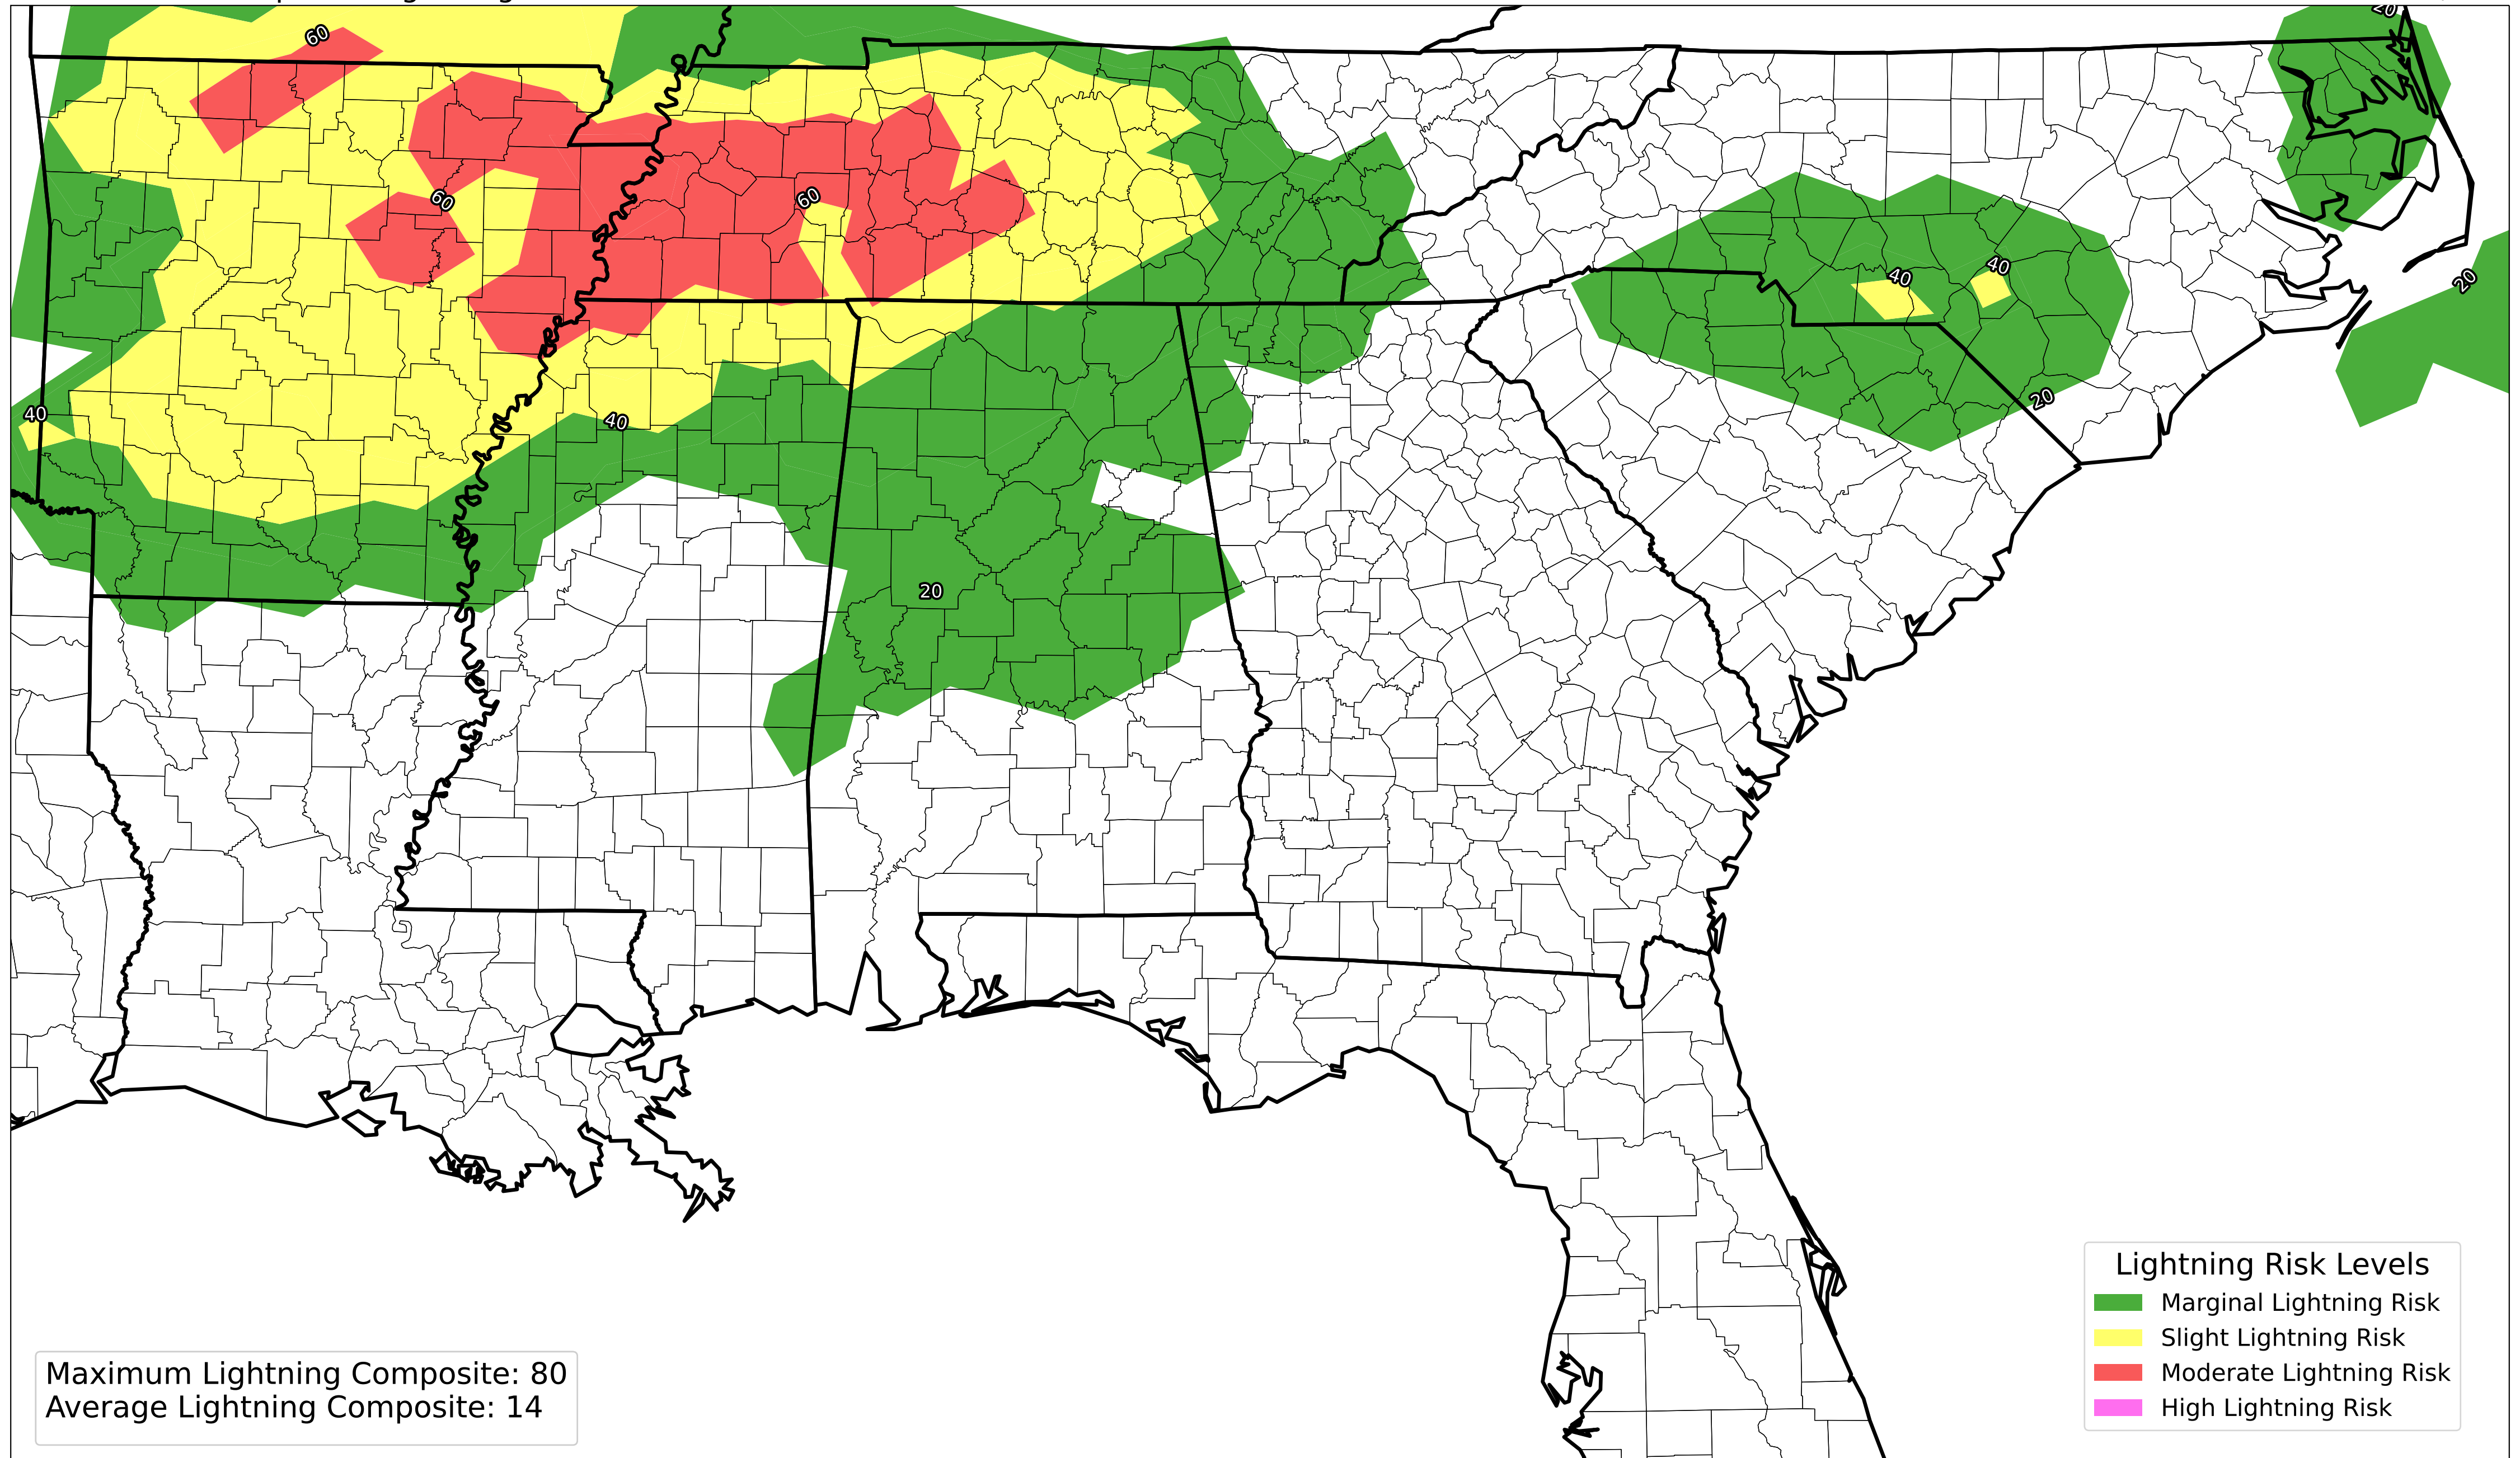 60
20
60
60
40
40
20
40
40
20
20
Lightning Risk Levels
Marginal Lightning Risk
Slight Lightning Risk
Moderate Lightning Risk
High Lightning Risk
Maximum Lightning Composite: 80
Average Lightning Composite: 14